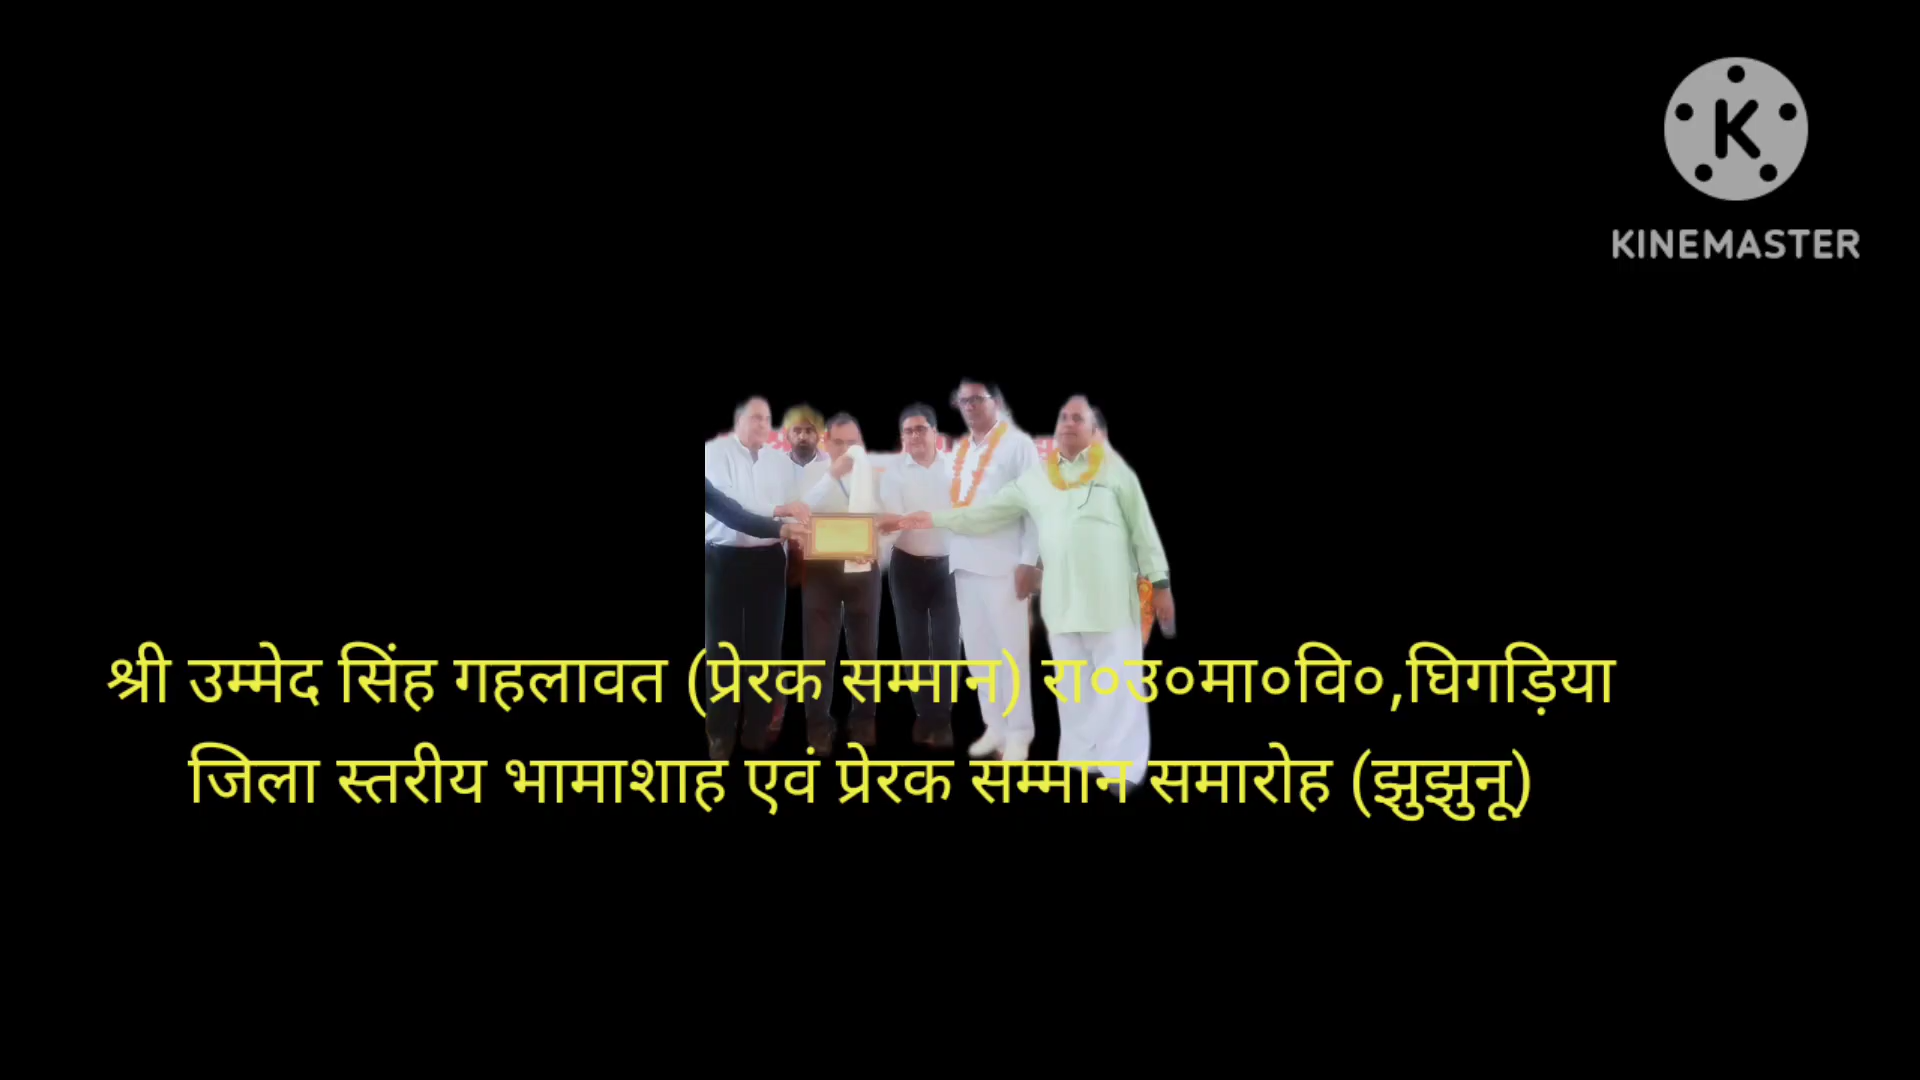 KINEMASTER
श्री उम्मेद सिंह गहलावत (प्रेरक सम्मान) रा०उ०मा०वि०,घिगड़िया
जिला स्तरीय भामाशाह एवं प्रेरक सम्मान समारोह (झुझुनू)